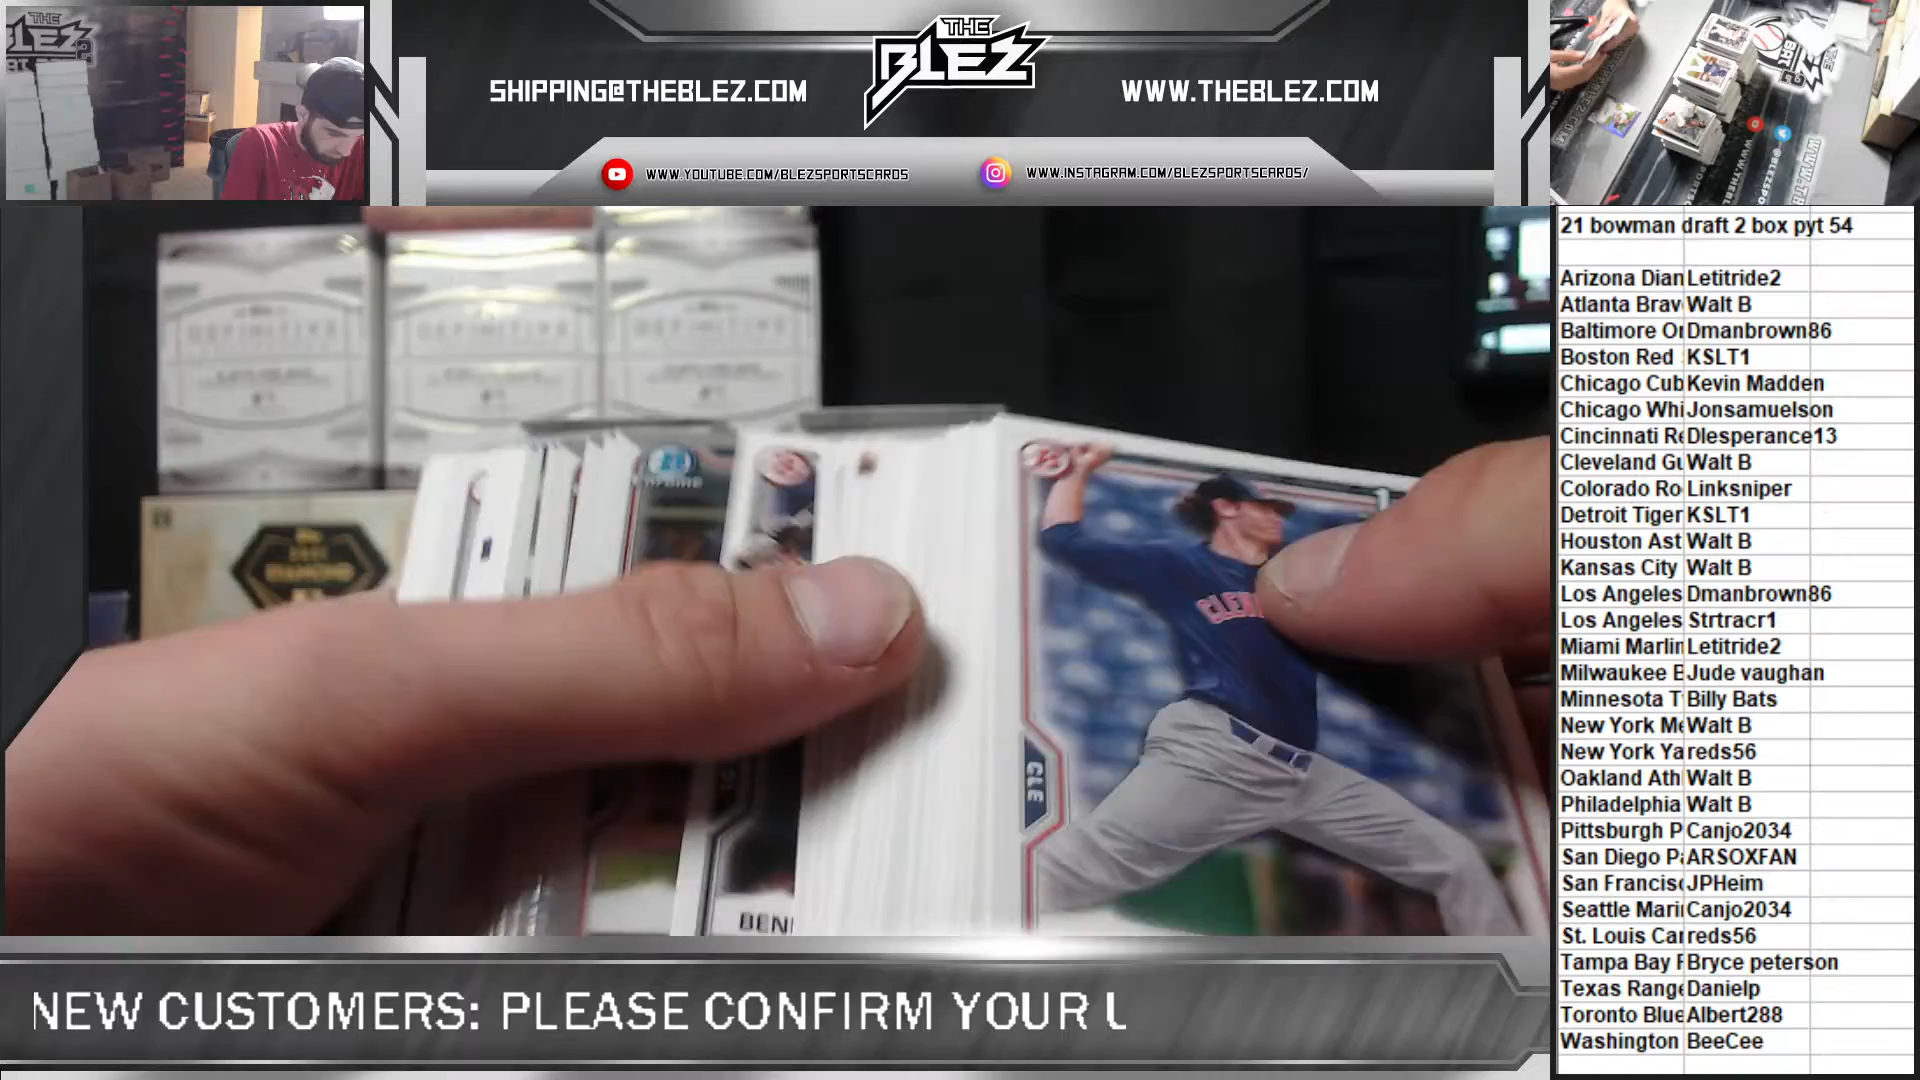 THE
BLEZ
SHIPPING@THEBLEZ.COM
WWW.THEBLEZ.COM
WWW.YOUTUBE.COM/BLEZSPORTSCARDS
WWW.INSTAGRAM.COM/BLEZSPORTSCARDS/
21 bowman draft 2 box pyt 54
Arizona Dian Letitride2
Atlanta Brav Walt B
Baltimore Or Dmanbrown86
Boston Red KSLT1
Chicago Cub Kevin Madden
Chicago Whi Jonsamuelson
Cincinnati Re Dlesperance13
Cleveland Gu Walt B
Colorado Ro Linksniper
Detroit Tiger KSLT1
Houston Ast Walt B
Kansas City Walt B
Los Angeles Dmanbrown86
Los Angeles Strtracr1
Miami Marlin Letitride2
Milwaukee B Jude vaughan
Minnesota T Billy Bats
New York Me Walt B
New York Ya reds56
Oakland Ath Walt B
Philadelphia Walt B
Pittsburgh P Canjo2034
San Diego Pa ARSOXFAN
San Francisc JPHeim
Seattle Mari Canjo2034
St. Louis Car reds56
Tampa Bay R Bryce peterson
Texas Range Danielp
Toronto Blue Albert288
Washington BeeCee
DEFINITIVE
CLE
BEN
NEW CUSTOMERS: PLEASE CONFIRM YOUR U